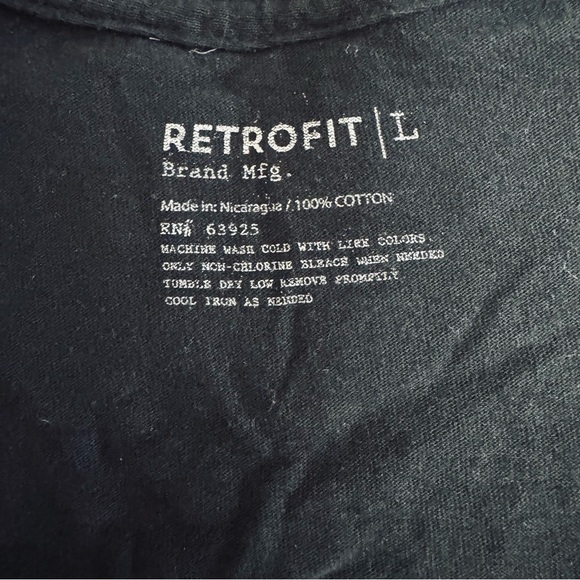 RETROFIT | L
Brand Mfg.
Made in: Nicaragua / 100% COTTON
RN# 63925
MACHINE WASH COLD WITH LIKE COLORS
ONLY NON-CHLORINE BLEACH WHEN NEEDED
TUMBLE DRY LOW REMOVE PROMPTLY
COOL IRON AS NEEDED